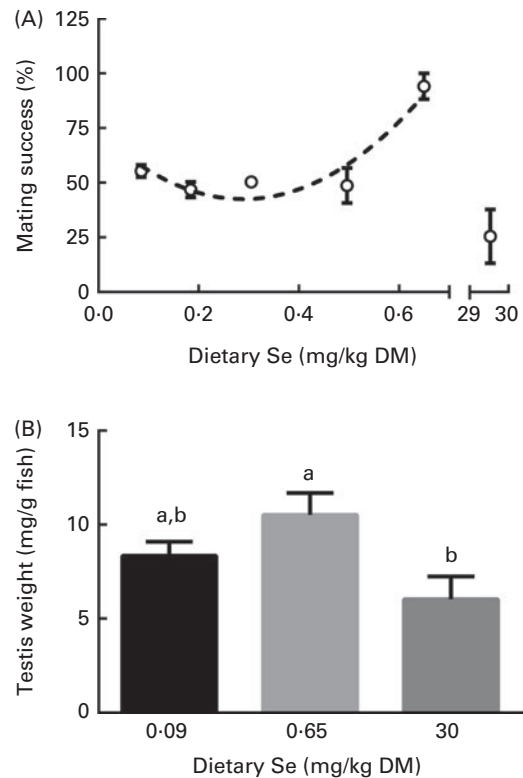 (A)
125
100
75
50
25
0
Mating success (%)
0·0 0·2 0·4 0·6 29 30
Dietary Se (mg/kg DM)
(B)
15
10
5
0
Testis weight (mg/g fish)
a,b a b
0·09 0·65 30
Dietary Se (mg/kg DM)